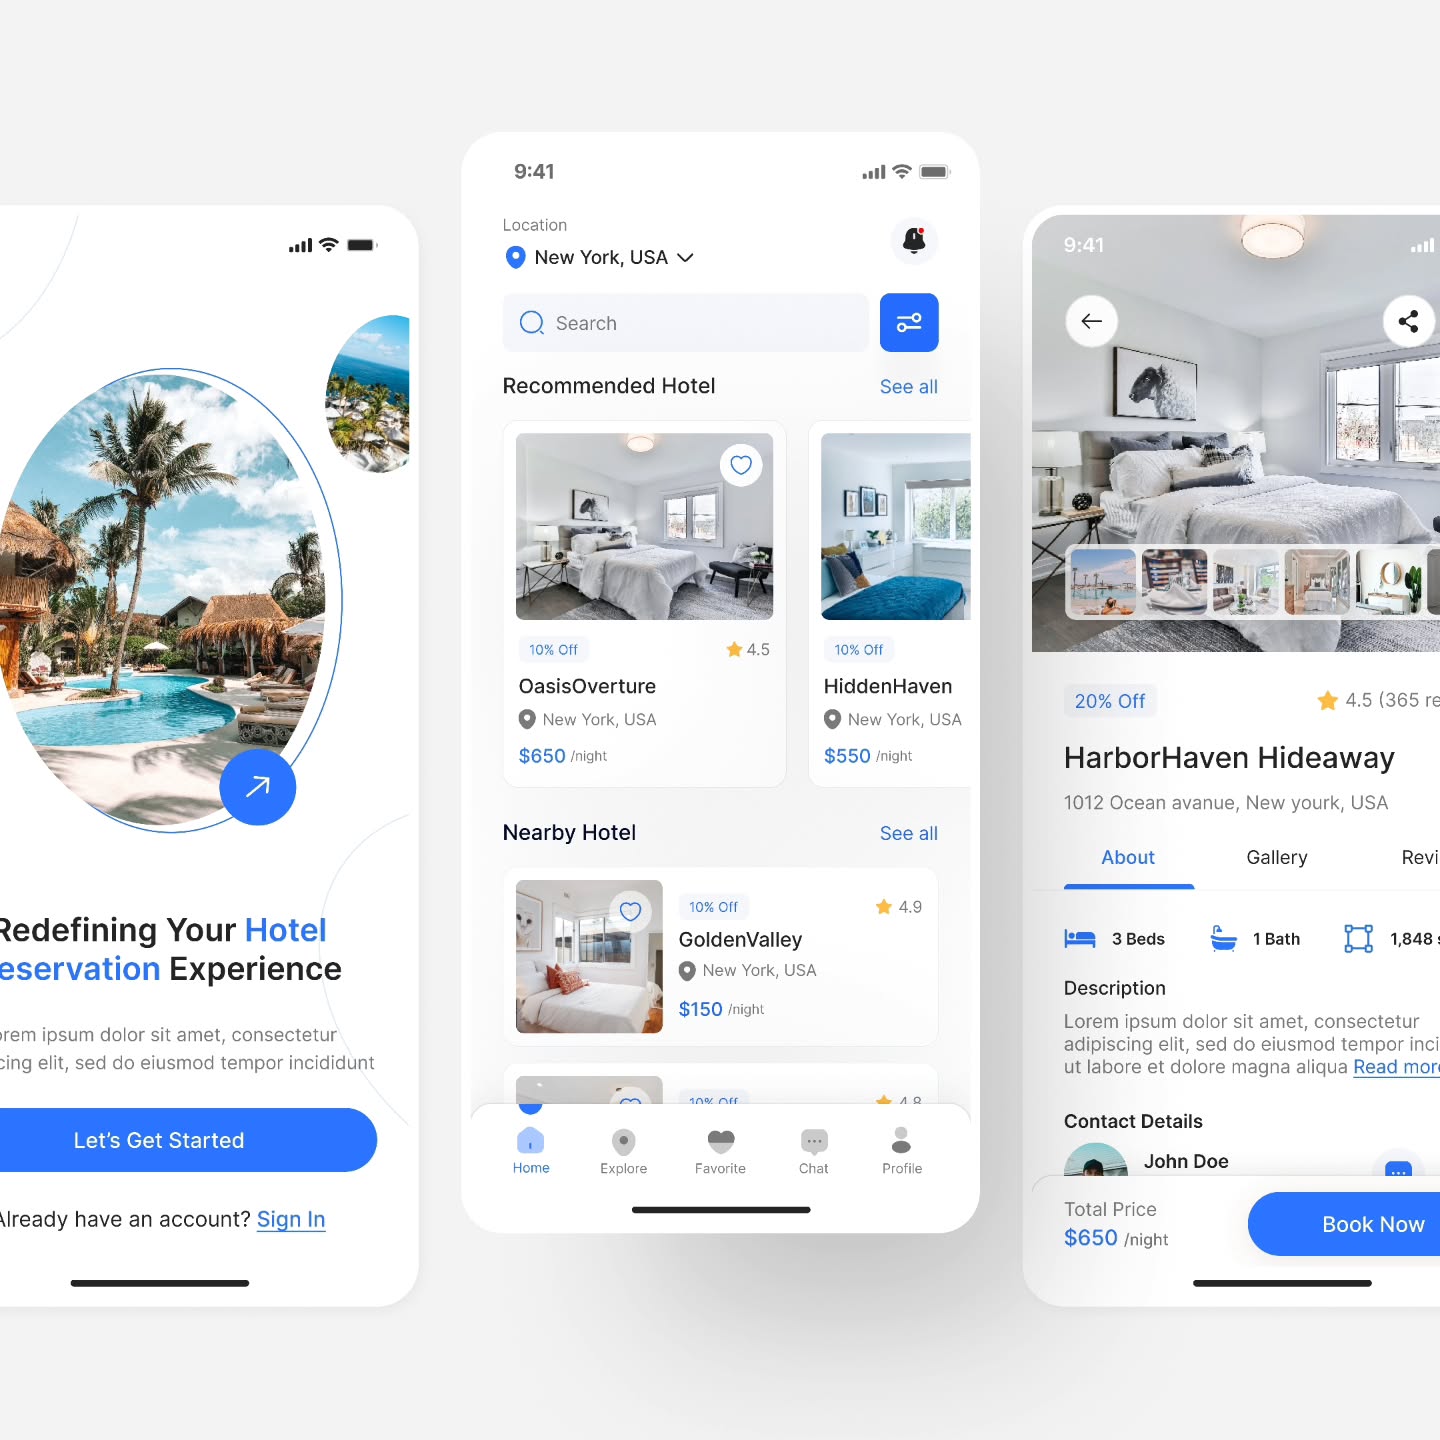 Redefining Your Hotel
eservation Experience
orem ipsum dolor sit amet, consectetur
cing elit, sed do eiusmod tempor incididunt
Let's Get Started
Already have an account? Sign In
9:41
Location
New York, USA
Search
Recommended Hotel
See all
10% Off
4.5
OasisOverture
New York, USA
$650 /night
10% Off
HiddenHaven
New York, USA
$550 /night
Nearby Hotel
See all
10% Off
4.9
GoldenValley
New York, USA
$150 /night
10% Off
4.8
Home
Explore
Favorite
Chat
Profile
9:41
20% Off
4.5 (365 re
HarborHaven Hideaway
1012 Ocean avanue, New yourk, USA
About
Gallery
Revi
3 Beds
1 Bath
1,848 s
Description
Lorem ipsum dolor sit amet, consectetur
adipiscing elit, sed do eiusmod tempor inci
ut labore et dolore magna aliqua Read more
Contact Details
John Doe
Total Price
$650 /night
Book Now